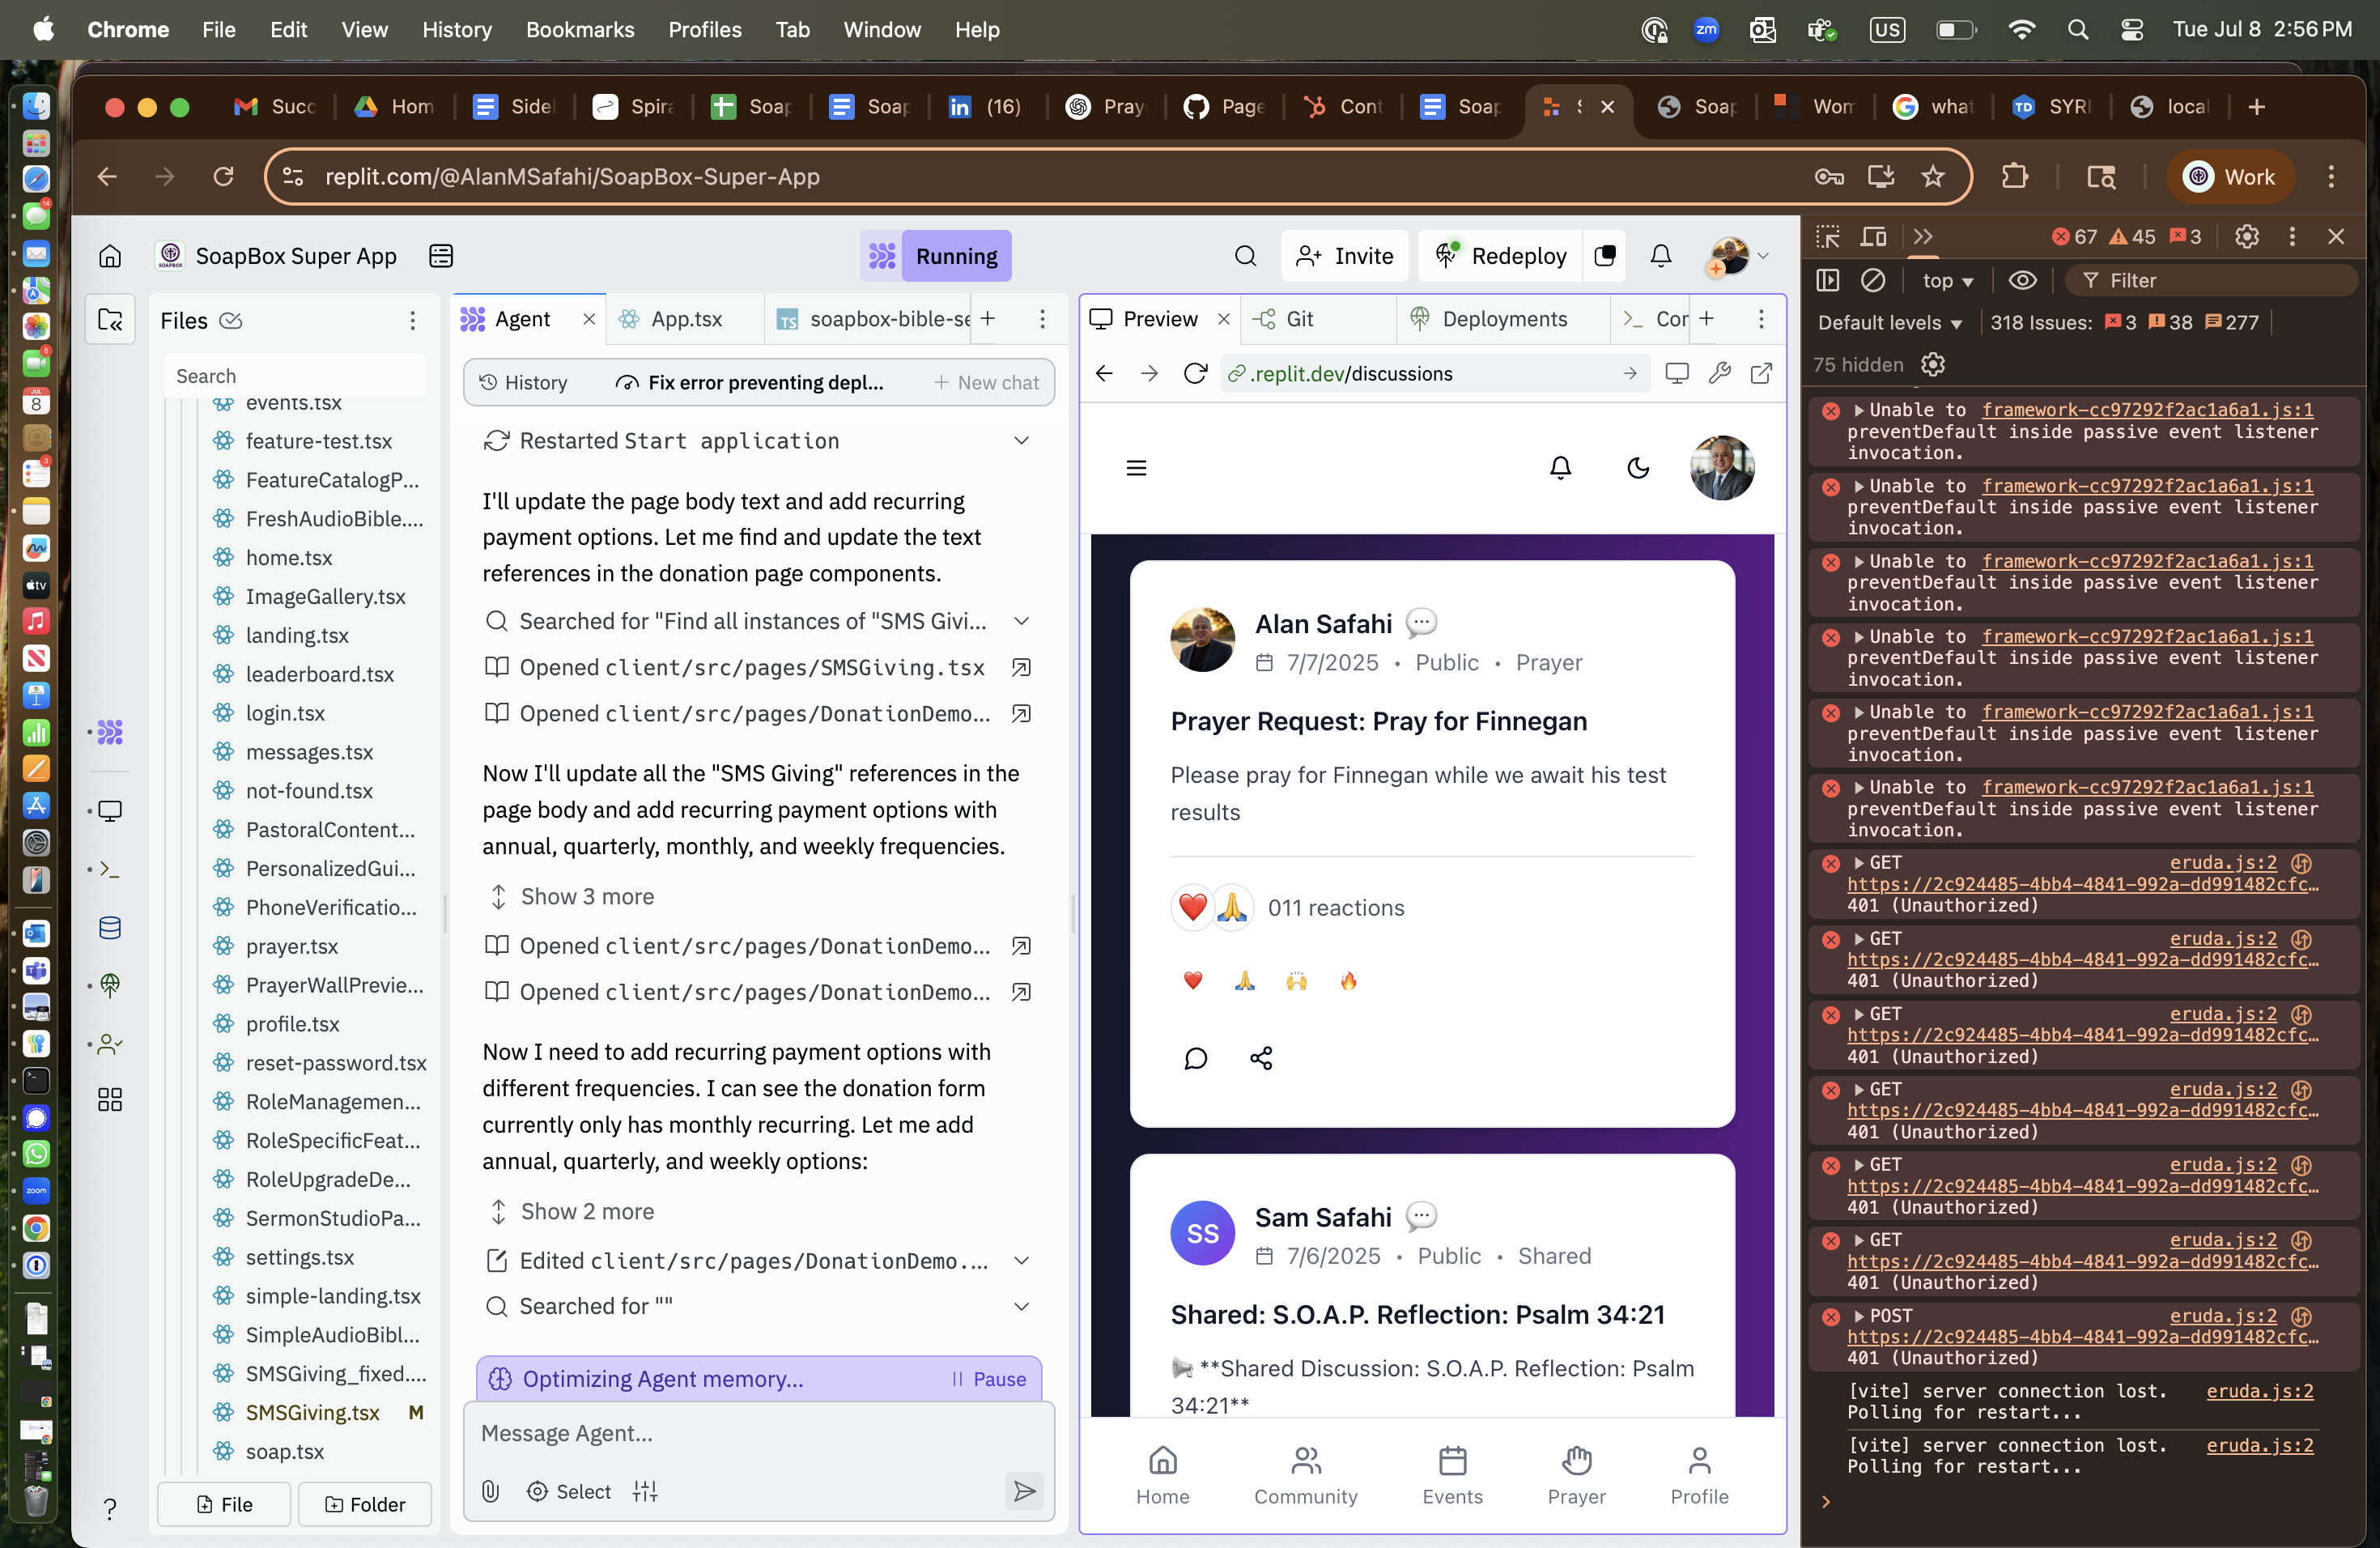 Chrome File Edit View History Bookmarks Profiles Tab Window Help
zm
US
Tue Jul 8 2:56 PM
Succ
Hom
Sidel
Spira
Soap
Soap
(16)
Pray
Page
Cont
Soap
Soap
Wom
what
TD SYRI
local
replit.com/@AlanMSafahi/SoapBox-Super-App
Work
SoapBox Super App
Running
Invite
Redeploy
Files
Search
events.tsx
feature-test.tsx
FeatureCatalogP...
FreshAudioBible....
home.tsx
ImageGallery.tsx
landing.tsx
leaderboard.tsx
login.tsx
messages.tsx
not-found.tsx
PastoralContent...
PersonalizedGui...
PhoneVerificatio...
prayer.tsx
PrayerWallPrevie...
profile.tsx
reset-password.tsx
RoleManagemen...
RoleSpecificFeat...
RoleUpgradeDe...
SermonStudioPa...
settings.tsx
simple-landing.tsx
SimpleAudioBibl...
SMSGiving_fixed....
SMSGiving.tsx M
soap.tsx
File
Folder
Agent
App.tsx
TS soapbox-bible-se
History
Fix error preventing depl...
New chat
Restarted Start application
I'll update the page body text and add recurring
payment options. Let me find and update the text
references in the donation page components.
Searched for "Find all instances of "SMS Givi...
Opened client/src/pages/SMSGiving.tsx
Opened client/src/pages/DonationDemo...
Now I'll update all the "SMS Giving" references in the
page body and add recurring payment options with
annual, quarterly, monthly, and weekly frequencies.
Show 3 more
Opened client/src/pages/DonationDemo...
Opened client/src/pages/DonationDemo...
Now I need to add recurring payment options with
different frequencies. I can see the donation form
currently only has monthly recurring. Let me add
annual, quarterly, and weekly options:
Show 2 more
Edited client/src/pages/DonationDemo....
Searched for ""
Optimizing Agent memory...
Pause
Message Agent...
Select
Preview
Git
Deployments
Cor
.replit.dev/discussions
Alan Safahi
7/7/2025 • Public • Prayer
Prayer Request: Pray for Finnegan
Please pray for Finnegan while we await his test
results
011 reactions
SS
Sam Safahi
7/6/2025 • Public • Shared
Shared: S.O.A.P. Reflection: Psalm 34:21
**Shared Discussion: S.O.A.P. Reflection: Psalm
34:21**
Home
Community
Events
Prayer
Profile
67 45 3
top
Filter
Default levels
318 Issues: 3 38 277
75 hidden
Unable to framework-cc97292f2ac1a6a1.js:1
preventDefault inside passive event listener
invocation.
Unable to framework-cc97292f2ac1a6a1.js:1
preventDefault inside passive event listener
invocation.
Unable to framework-cc97292f2ac1a6a1.js:1
preventDefault inside passive event listener
invocation.
Unable to framework-cc97292f2ac1a6a1.js:1
preventDefault inside passive event listener
invocation.
Unable to framework-cc97292f2ac1a6a1.js:1
preventDefault inside passive event listener
invocation.
Unable to framework-cc97292f2ac1a6a1.js:1
preventDefault inside passive event listener
invocation.
GET eruda.js:2
https://2c924485-4bb4-4841-992a-dd991482cfc...
401 (Unauthorized)
GET eruda.js:2
https://2c924485-4bb4-4841-992a-dd991482cfc...
401 (Unauthorized)
GET eruda.js:2
https://2c924485-4bb4-4841-992a-dd991482cfc...
401 (Unauthorized)
GET eruda.js:2
https://2c924485-4bb4-4841-992a-dd991482cfc...
401 (Unauthorized)
GET eruda.js:2
https://2c924485-4bb4-4841-992a-dd991482cfc...
401 (Unauthorized)
GET eruda.js:2
https://2c924485-4bb4-4841-992a-dd991482cfc...
401 (Unauthorized)
POST eruda.js:2
https://2c924485-4bb4-4841-992a-dd991482cfc...
401 (Unauthorized)
[vite] server connection lost. eruda.js:2
Polling for restart...
[vite] server connection lost. eruda.js:2
Polling for restart...